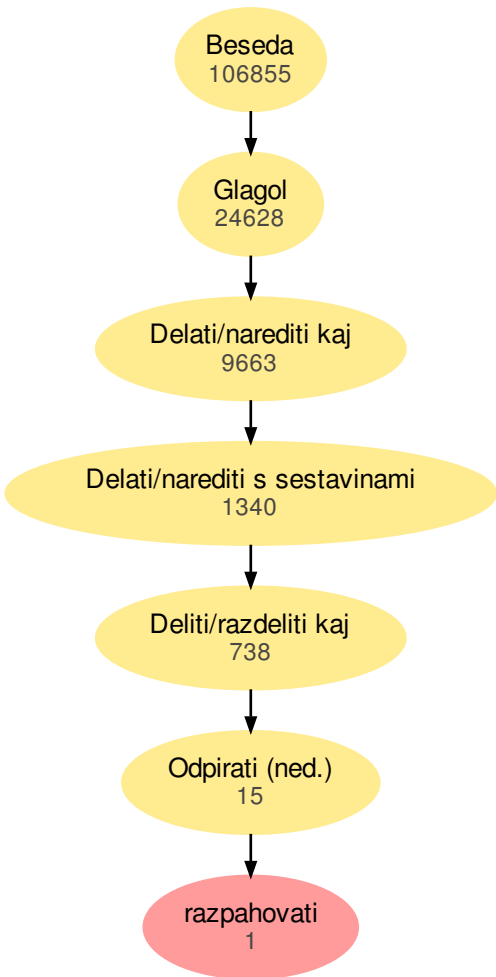 Beseda
106855
Glagol
24628
Delati/narediti kaj
9663
Delati/narediti s sestavinami
1340
Deliti/razdeliti kaj
738
Odpirati (ned.)
15
razpahovati
1